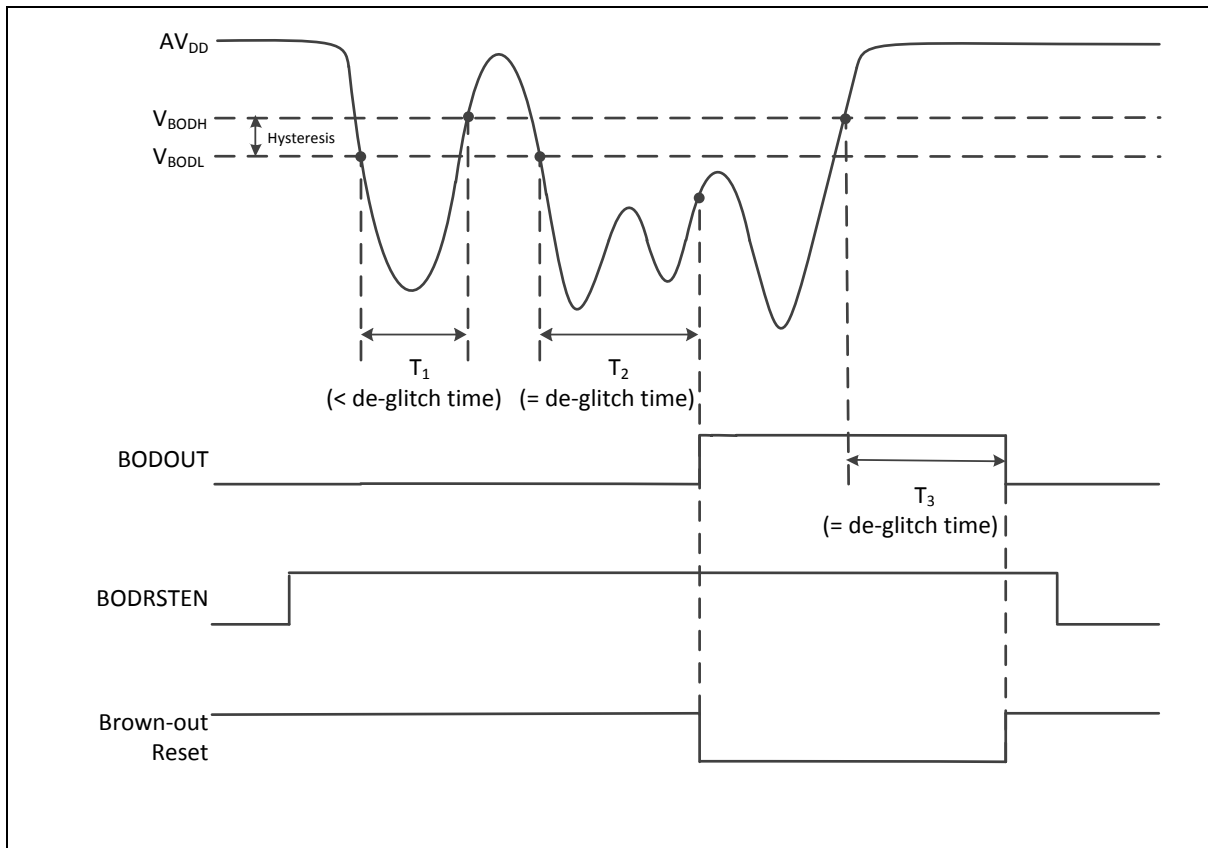 AVDD
VBODH
Hysteresis
VBODL
T1
(< de-glitch time)
T2
(= de-glitch time)
BODOUT
T3
(= de-glitch time)
BODRSTEN
Brown-out
Reset